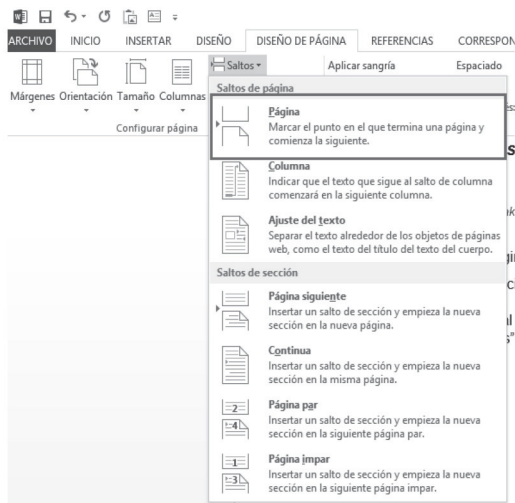 ARCHIVO INICIO INSERTAR DISEÑO DISEÑO DE PÁGINA REFERENCIAS CORRESPON
Saltos Aplicar sangría Espaciado
Márgenes Orientación Tamaño Columnas
Configurar página
Saltos de página
Página
Marcar el punto en el que termina una página y
comienza la siguiente.
Columna
Indicar que el texto que sigue al salto de columna
comenzará en la siguiente columna.
Ajuste del texto
Separar el texto alrededor de los objetos de páginas
web, como el texto del título del texto del cuerpo.
Saltos de sección
Página siguiente
Insertar un salto de sección y empieza la nueva
sección en la nueva página.
Continua
Insertar un salto de sección y empieza la nueva
sección en la misma página.
Página par
Insertar un salto de sección y empieza la nueva
sección en la siguiente página par.
Página impar
Insertar un salto de sección y empieza la nueva
sección en la siguiente página impar.